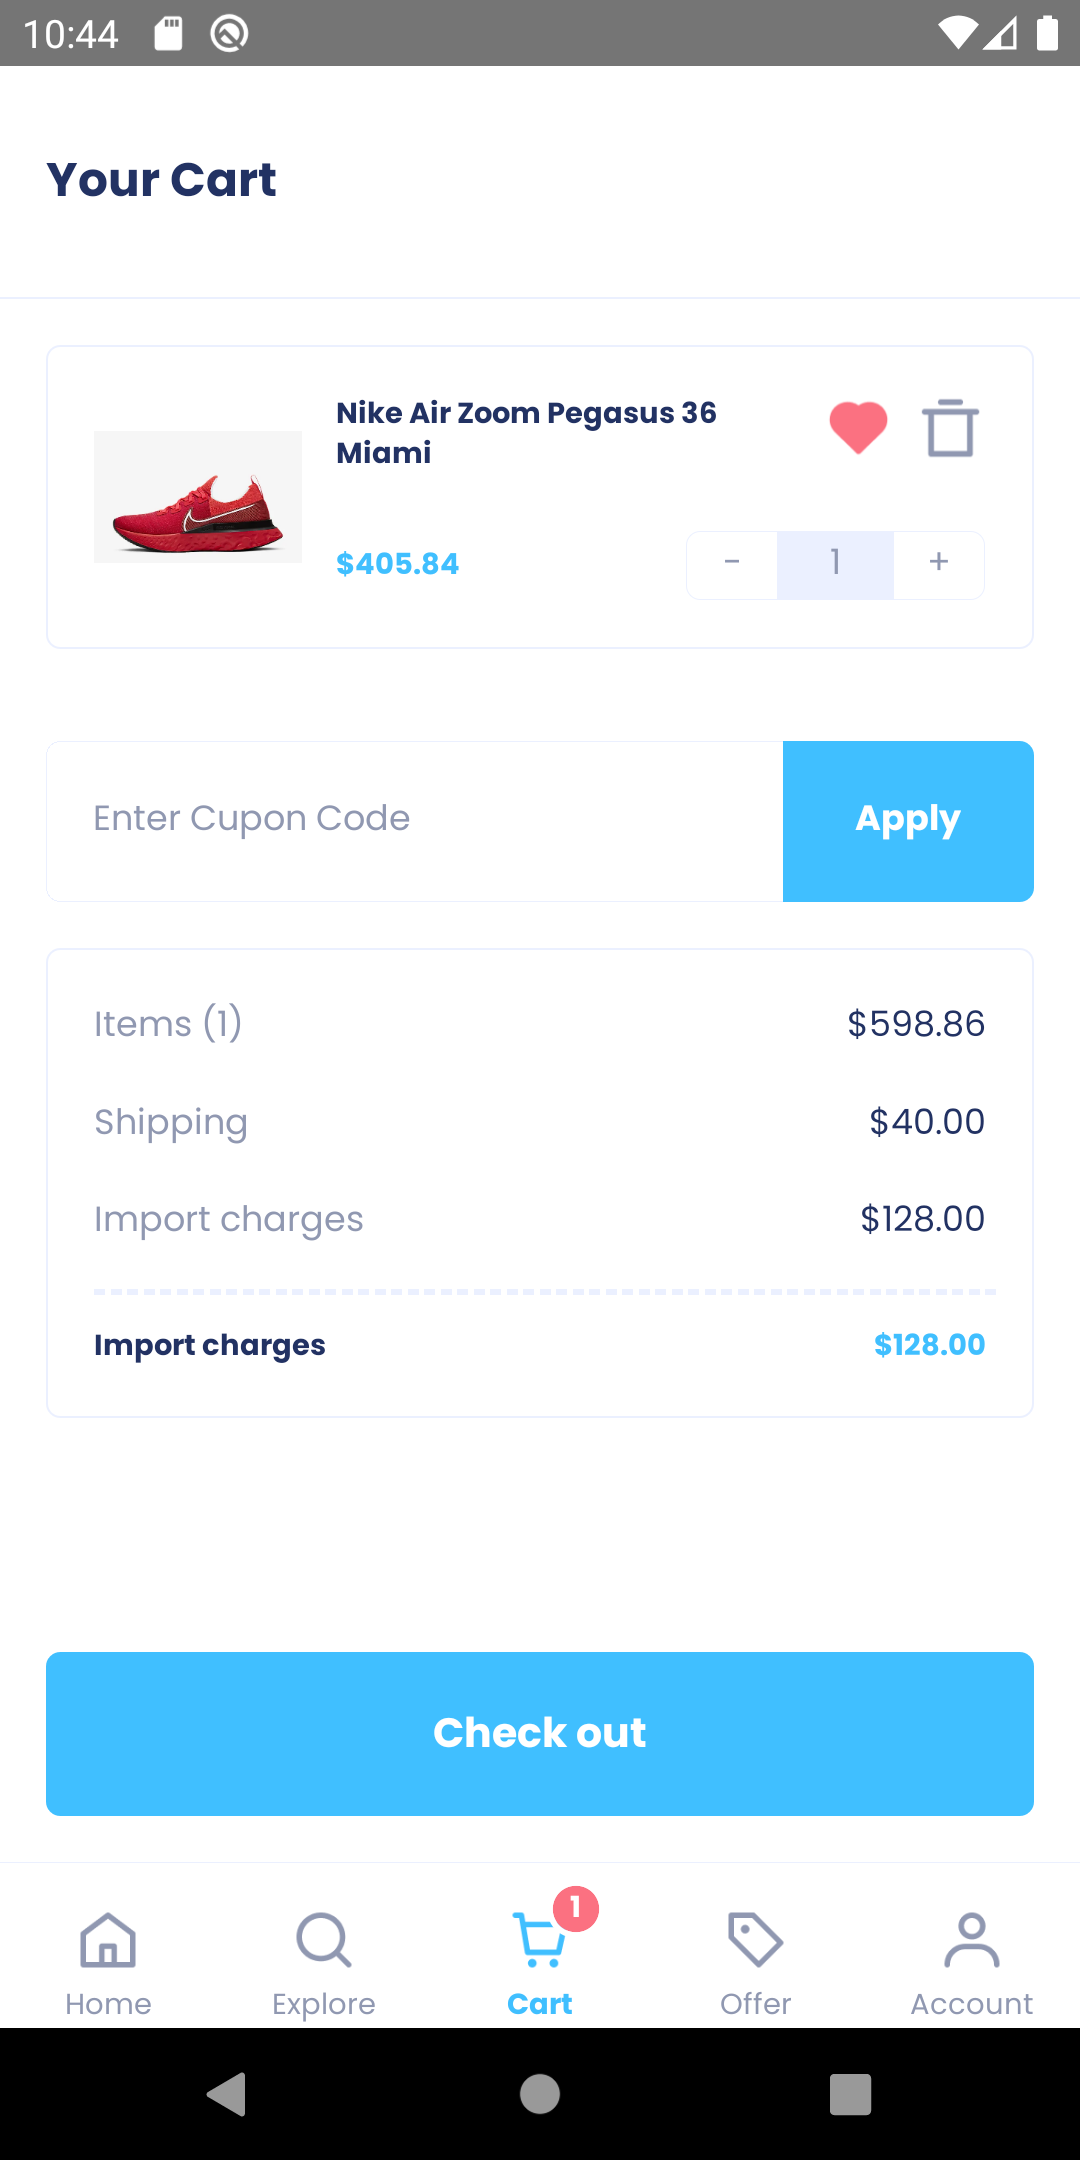 10:44
Your Cart
Nike Air Zoom Pegasus 36
Miami
$405.84
- 1 +
Enter Cupon Code
Apply
Items (1)
$598.86
Shipping
$40.00
Import charges
$128.00
Import charges
$128.00
Check out
1
Home
Explore
Cart
Offer
Account